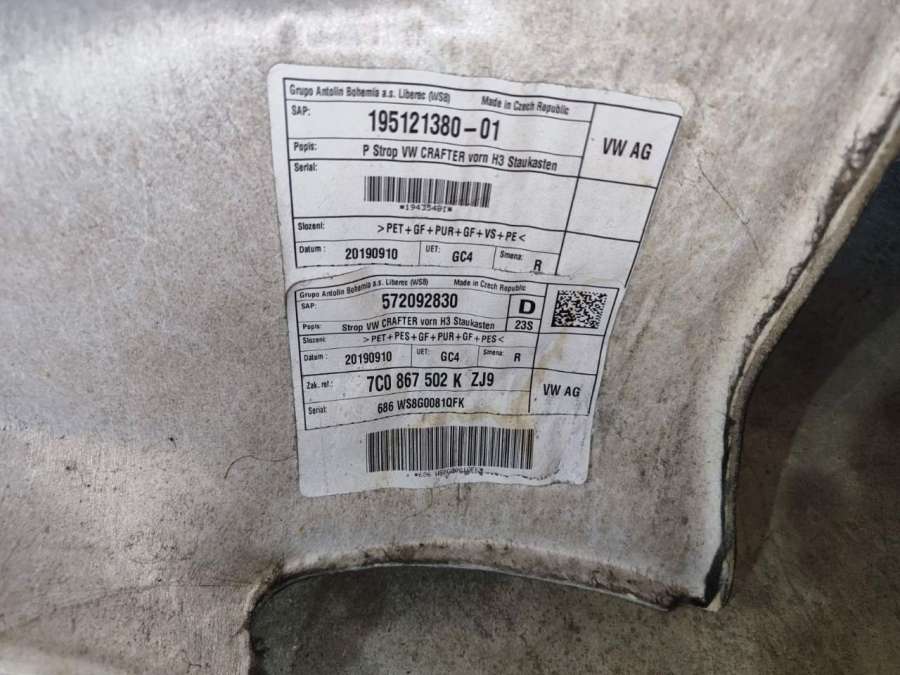 Grupo Antolin Bohemia a.s. Liberec (WSB) Made in Czech Republic
SAP: 195121380-01
VW AG
Popis: P Strop VW CRAFTER vorn H3 Staukasten
Serial:
*1943548T*
Slozeni: >PET+GF+PUR+GF+VS+PE<
Datum: 20190910 UET: GC4 Smena: R
Grupo Antolin Bohemia a.s. Liberec (WSB) Made in Czech Republic
SAP: 572092830 D
Popis: Strop VW CRAFTER vorn H3 Staukasten 23S
Slozeni: >PET+PES+GF+PUR+GF+PES<
Datum: 20190910 UET: GC4 Smena: R
Zak. ref.: 7C0 867 502 K ZJ9 VW AG
Serial: 686 WS8G0081QFK